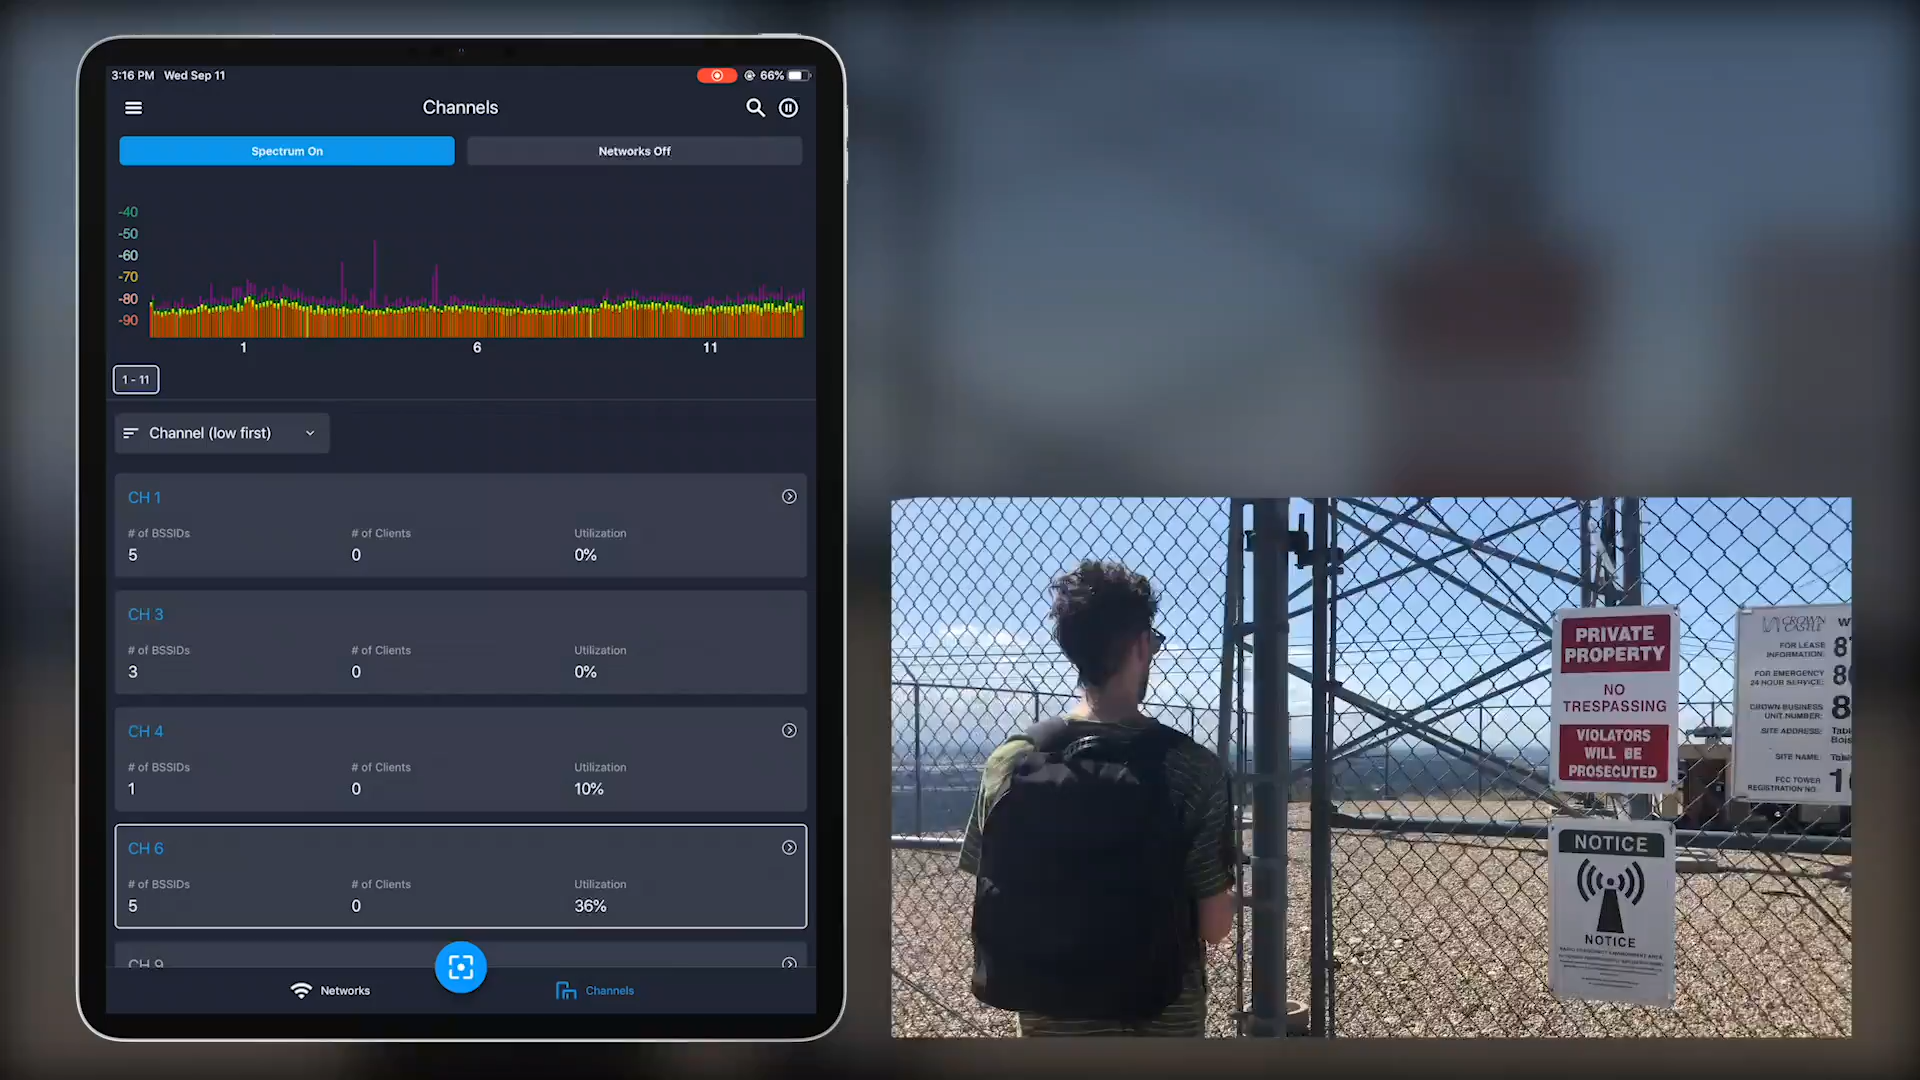 3:16 PM Wed Sep 11
66%
Channels
Spectrum On
Networks Off
-40
-50
-60
-70
-80
-90
1
6
11
1 - 11
Channel (low first)
CH 1
# of BSSIDs
# of Clients
Utilization
5
0
0%
CH 3
# of BSSIDs
# of Clients
Utilization
3
0
0%
CH 4
# of BSSIDs
# of Clients
Utilization
1
0
10%
CH 6
# of BSSIDs
# of Clients
Utilization
5
0
36%
CH 9
Networks
Channels
PRIVATE
PROPERTY
NO
TRESPASSING
VIOLATORS
WILL BE
PROSECUTED
NOTICE
NOTICE
CROWN
CASTLE
FOR LEASE
INFORMATION:
FOR EMERGENCY
24 HOUR SERVICE:
CROWN BUSINESS
UNIT NUMBER:
SITE ADDRESS:
SITE NAME:
FCC TOWER
REGISTRATION NO.